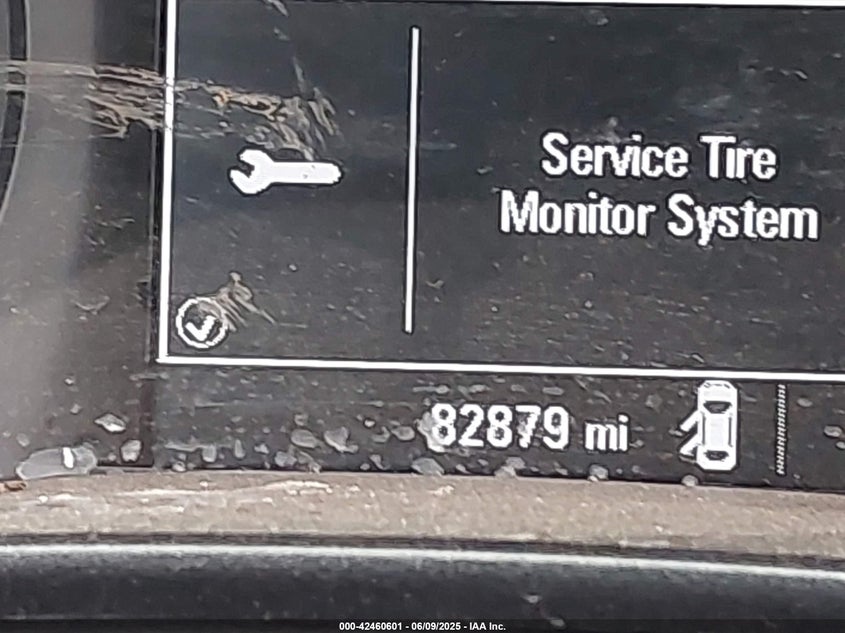 Service Tire
Monitor System
82879 mi
000-42460601 - 06/09/2025 - IAA Inc.